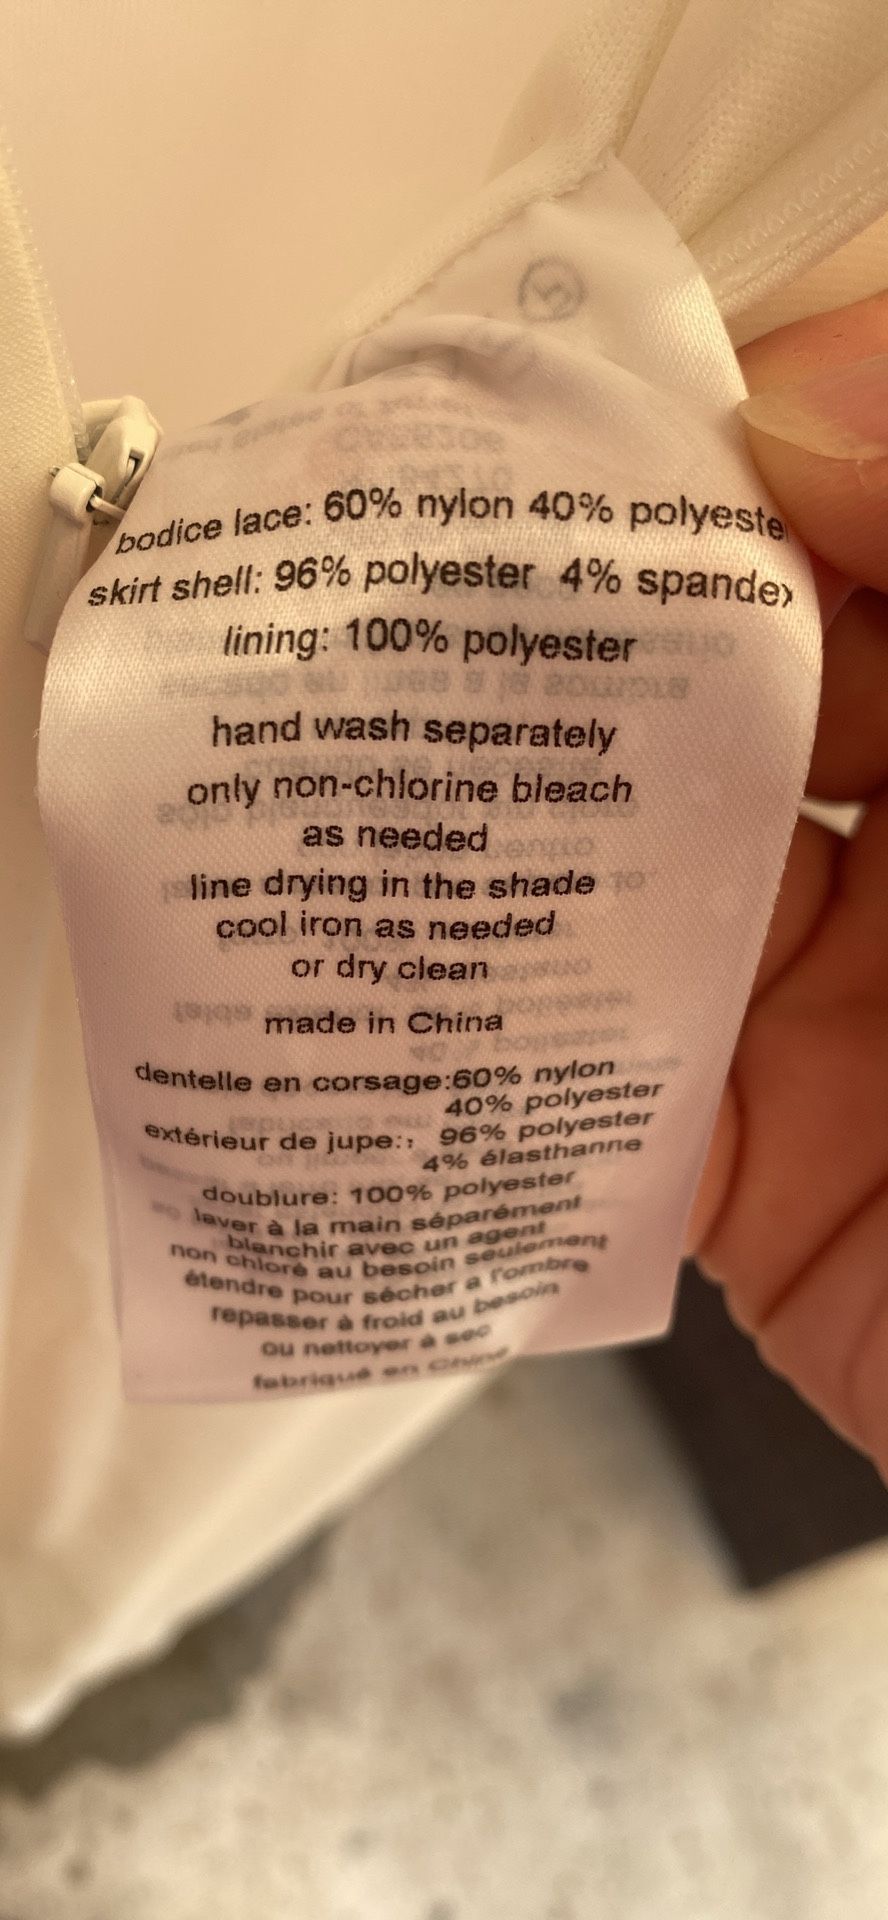 bodice lace: 60% nylon 40% polyeste
skirt shell: 96% polyester 4% spandex
lining: 100% polyester
hand wash separately
only non-chlorine bleach
as needed
line drying in the shade
cool iron as needed
or dry clean
made in China
dentelle en corsage:60% nylon
40% polyester
extérieur de jupe:: 96% polyester
4% élasthanne
doublure: 100% polyester
laver à la main séparément
blanchir avec un agent
non chloré au besoin seulement
étendre pour sécher a l'ombre
repasser à froid au besoin
ou nettoyer à sec
fabriqué en Chine